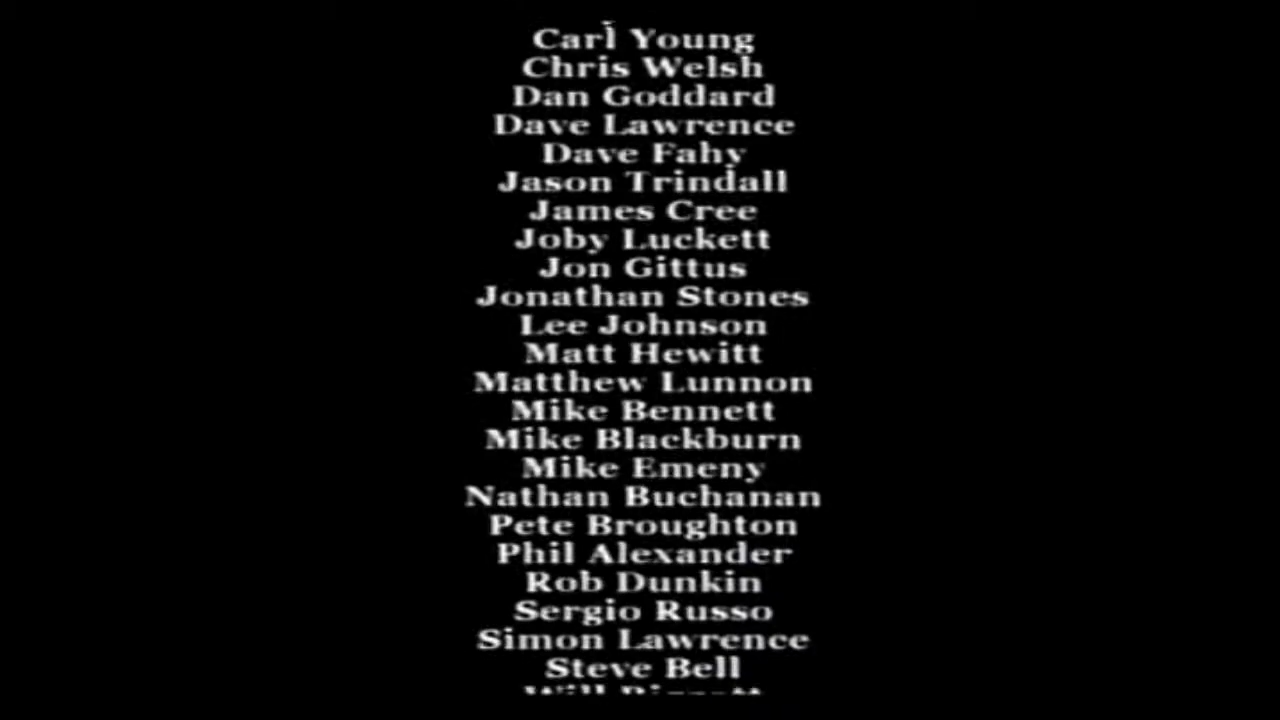 Carl Young
Chris Welsh
Dan Goddard
Dave Lawrence
Dave Fahy
Jason Trindall
James Cree
Joby Luckett
Jon Gittus
Jonathan Stones
Lee Johnson
Matt Hewitt
Matthew Lunnon
Mike Bennett
Mike Blackburn
Mike Emeny
Nathan Buchanan
Pete Broughton
Phil Alexander
Rob Dunkin
Sergio Russo
Simon Lawrence
Steve Bell
Will